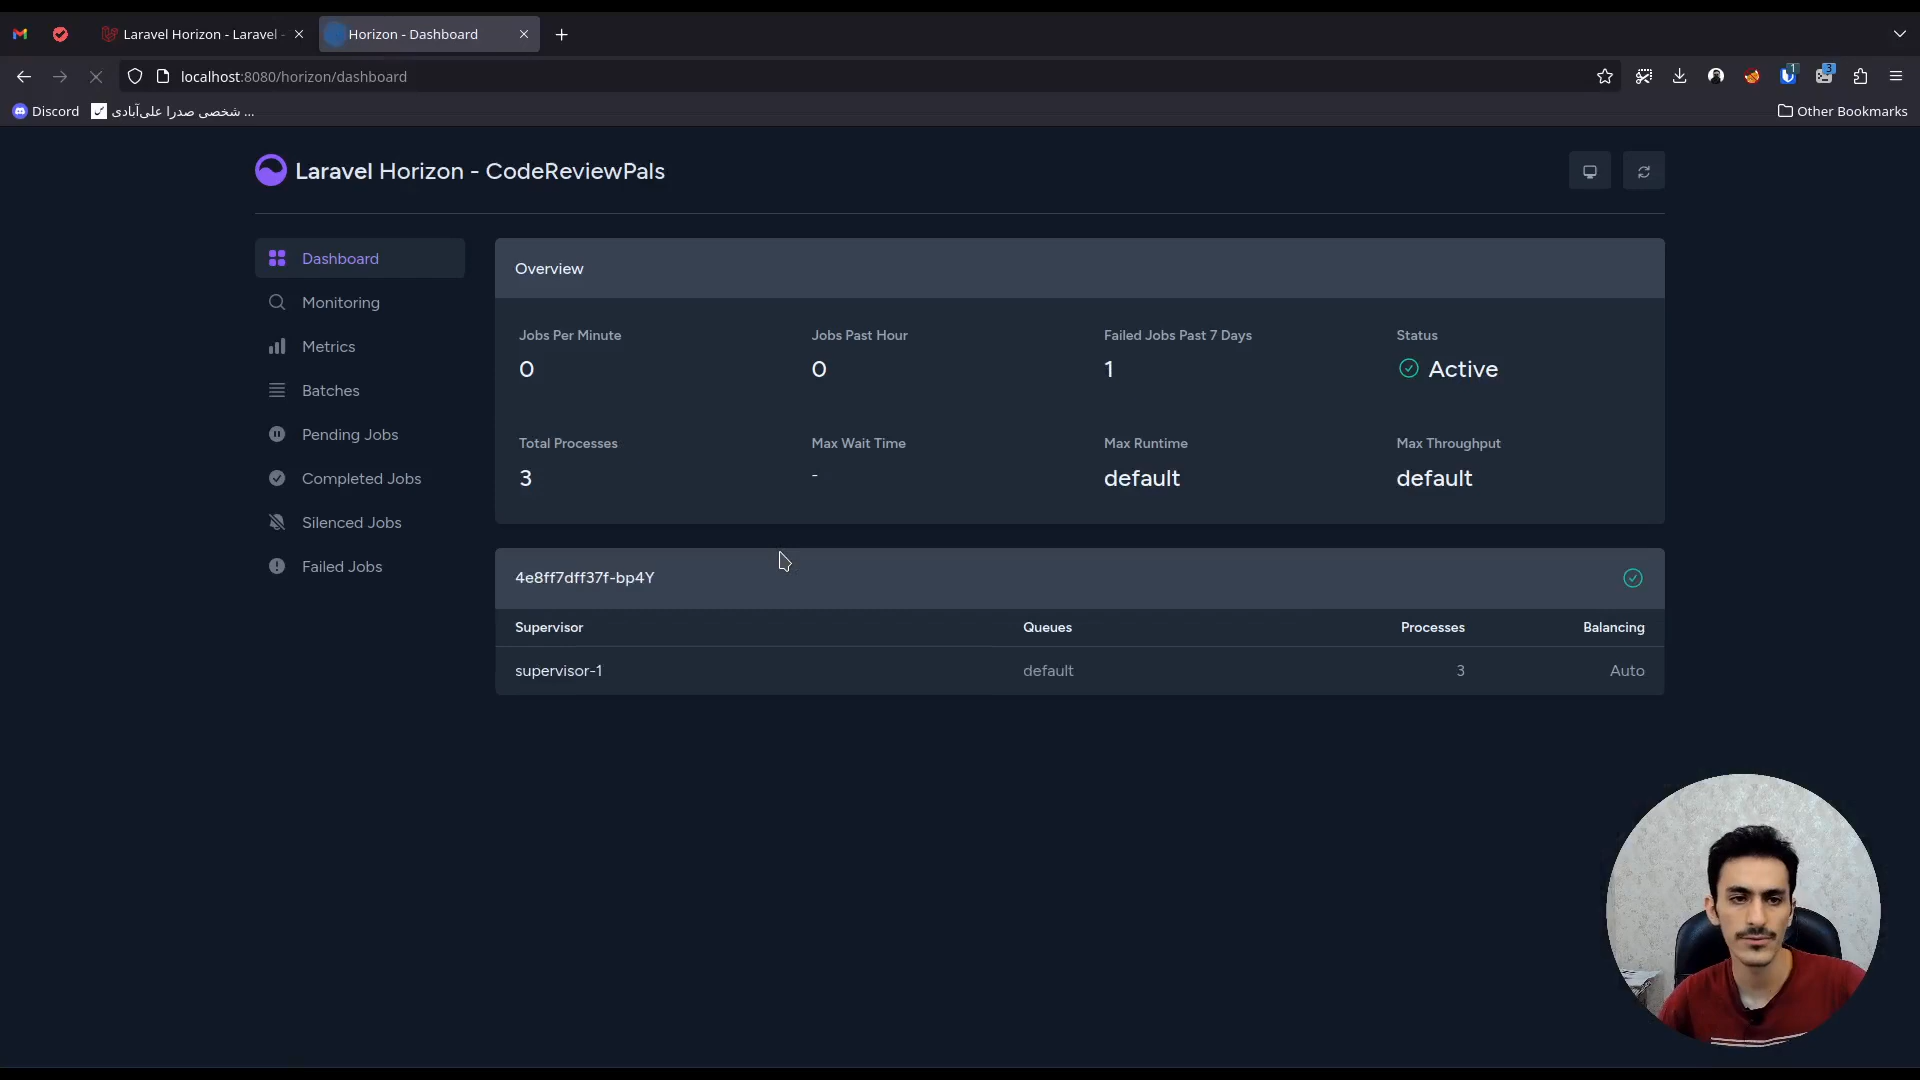 Laravel Horizon - Laravel -
Horizon - Dashboard
localhost:8080/horizon/dashboard
1
3
Discord
شخصی صدرا علی‌آبادی ...
Other Bookmarks
Laravel Horizon - CodeReviewPals
Dashboard
Monitoring
Metrics
Batches
Pending Jobs
Completed Jobs
Silenced Jobs
Failed Jobs
Overview
Jobs Per Minute
0
Jobs Past Hour
0
Failed Jobs Past 7 Days
1
Status
Active
Total Processes
3
Max Wait Time
-
Max Runtime
default
Max Throughput
default
4e8ff7dff37f-bp4Y
Supervisor Queues Processes Balancing
supervisor-1 default 3 Auto